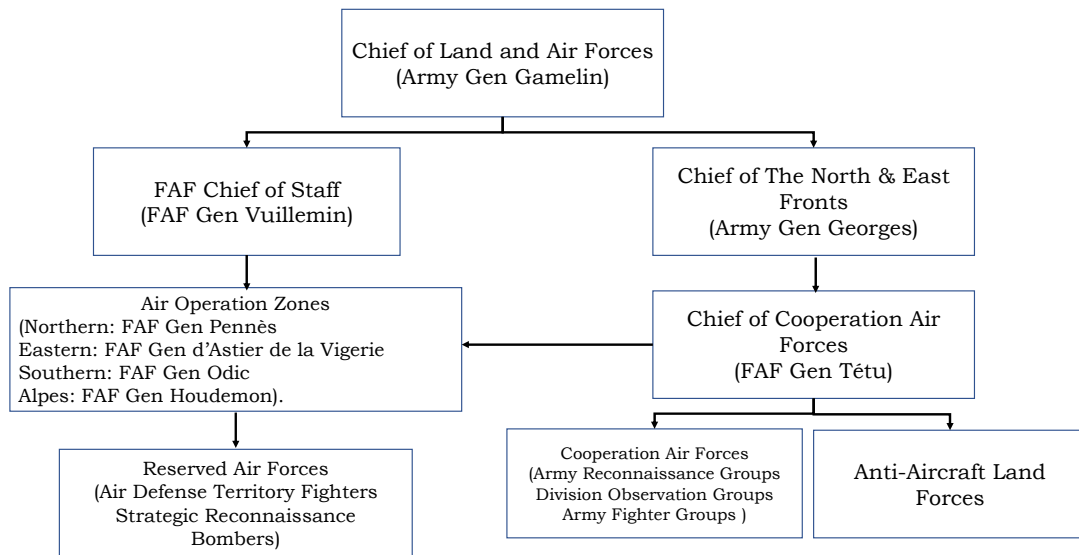 Chief of Land and Air Forces
(Army Gen Gamelin)
FAF Chief of Staff
(FAF Gen Vuillemin)
Chief of The North & East
Fronts
(Army Gen Georges)
Air Operation Zones
(Northern: FAF Gen Pennès
Eastern: FAF Gen d’Astier de la Vigerie
Southern: FAF Gen Odic
Alpes: FAF Gen Houdemon).
Chief of Cooperation Air
Forces
(FAF Gen Tétu)
Reserved Air Forces
(Air Defense Territory Fighters
Strategic Reconnaissance
Bombers)
Cooperation Air Forces
(Army Reconnaissance Groups
Division Observation Groups
Army Fighter Groups )
Anti-Aircraft Land
Forces